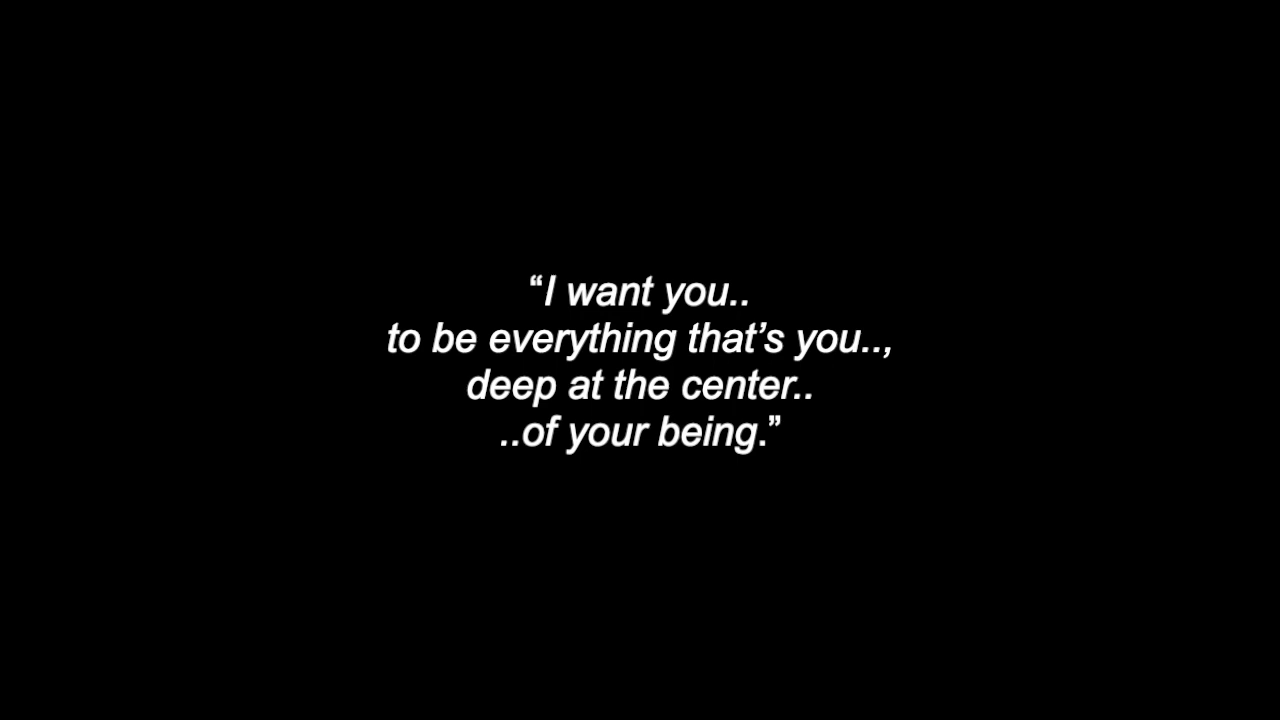 “I want you..
to be everything that’s you..,
deep at the center..
..of your being.”